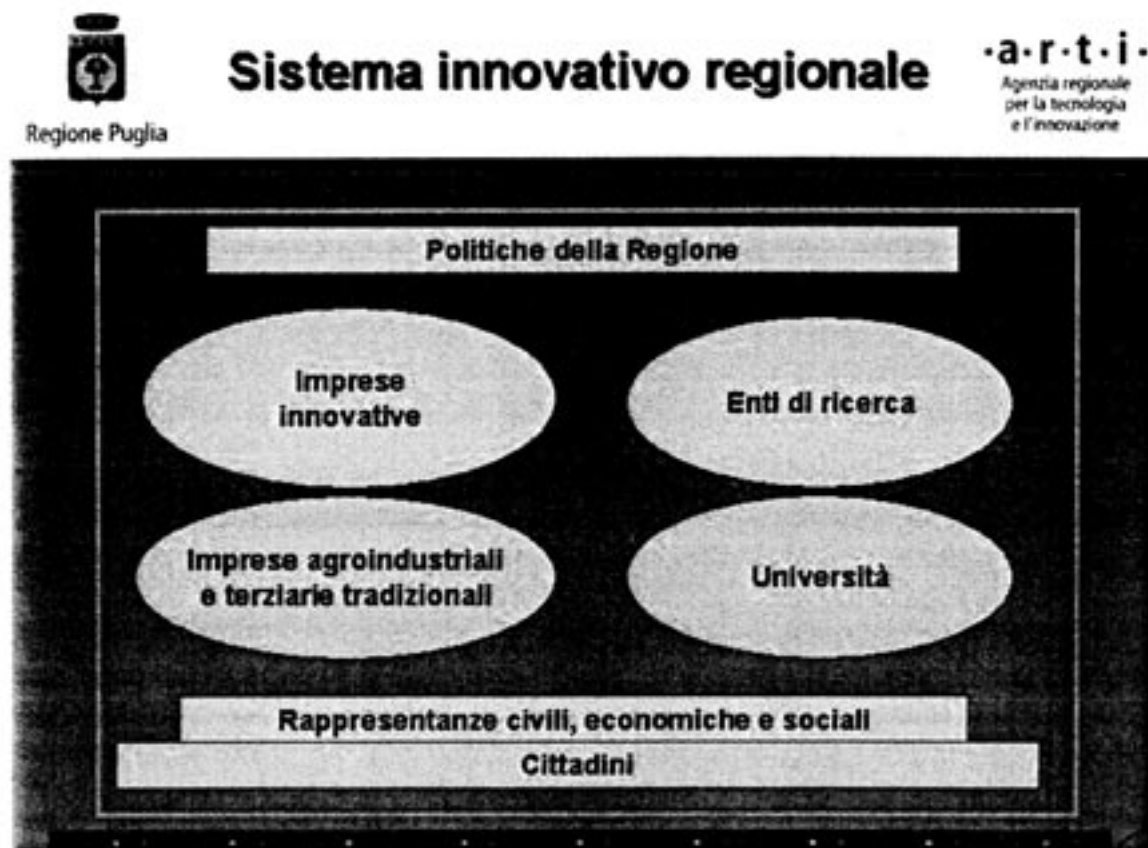 Sistema innovativo regionale
·a·r·t·i·
Agenzia regionale
per la tecnologia
e l'innovazione
Regione Puglia
Politiche della Regione
Imprese
innovative
Enti di ricerca
Imprese agroindustriali
e terziarie tradizionali
Università
Rappresentanze civili, economiche e sociali
Cittadini